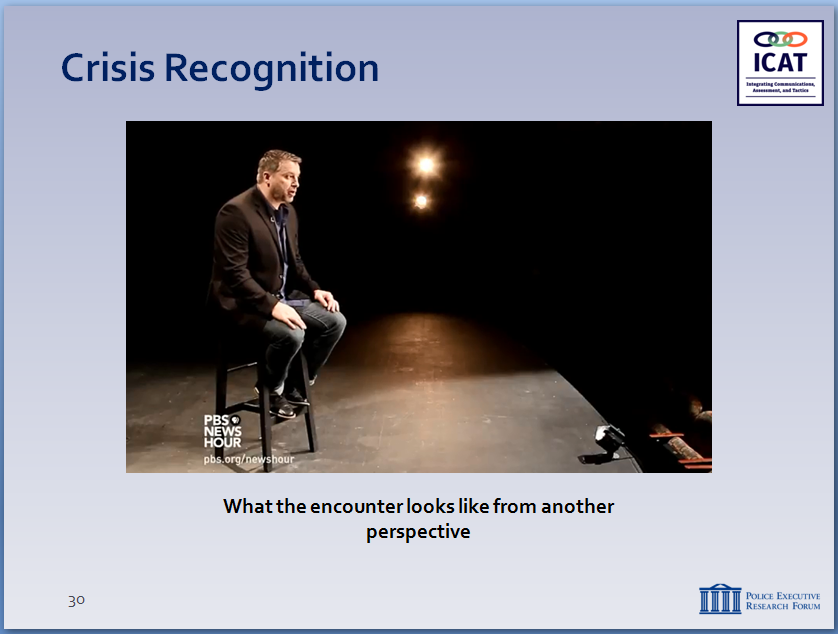 Crisis Recognition
ICAT
Integrating Communications,
Assessment, and Tactics
PBS
NEWS
HOUR
pbs.org/newshour
What the encounter looks like from another
perspective
30
POLICE EXECUTIVE
RESEARCH FORUM